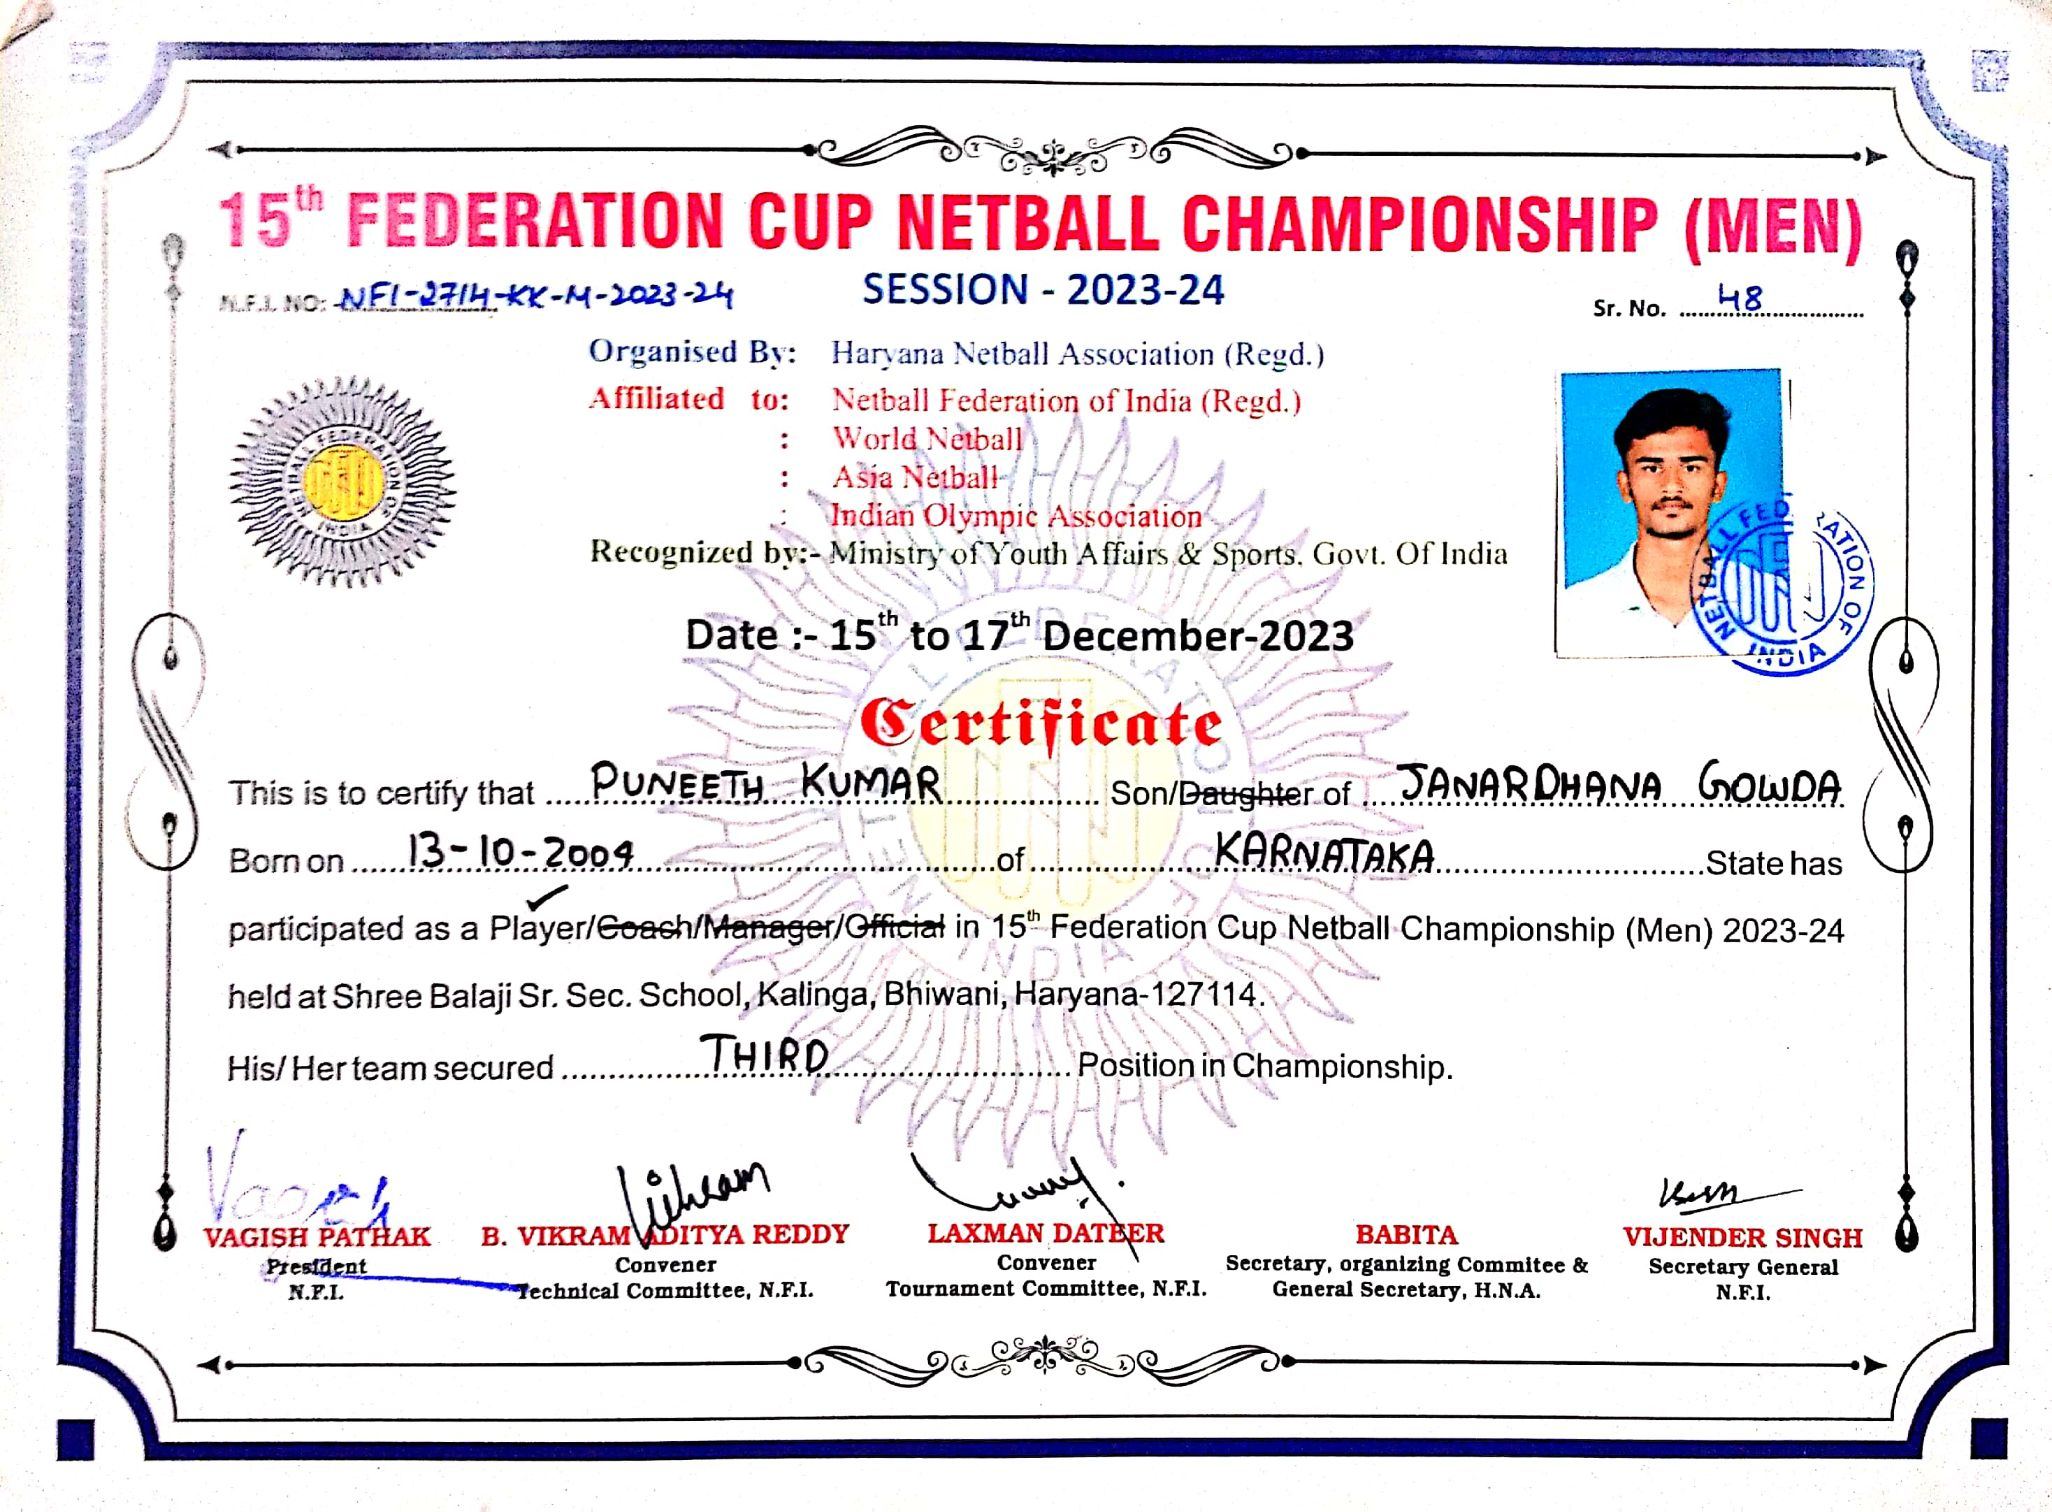 15th FEDERATION CUP NETBALL CHAMPIONSHIP (MEN)
N.F.I. NO: NFI-2714-KK-M-2023-24
SESSION - 2023-24
Sr. No. 48
Organised By: Haryana Netball Association (Regd.)
Affiliated to: Netball Federation of India (Regd.)
: World Netball
: Asia Netball
: Indian Olympic Association
Recognized by:- Ministry of Youth Affairs & Sports. Govt. Of India
NETBALL FEDERATION OF INDIA
NETBALL FEDERATION OF INDIA
Date :- 15th to 17th December-2023
Certificate
This is to certify that PUNEETH KUMAR Son/Daughter of JANARDHANA GOWDA
Born on 13-10-2004 of KARNATAKA State has
participated as a Player/Coach/Manager/Official in 15th Federation Cup Netball Championship (Men) 2023-24
held at Shree Balaji Sr. Sec. School, Kalinga, Bhiwani, Haryana-127114.
His/ Her team secured THIRD Position in Championship.
Vikram
VAGISH PATHAK B. VIKRAM ADITYA REDDY LAXMAN DATEER BABITA VIJENDER SINGH
President Convener Convener Secretary, organizing Commitee & Secretary General
N.F.I. Technical Committee, N.F.I. Tournament Committee, N.F.I. General Secretary, H.N.A. N.F.I.